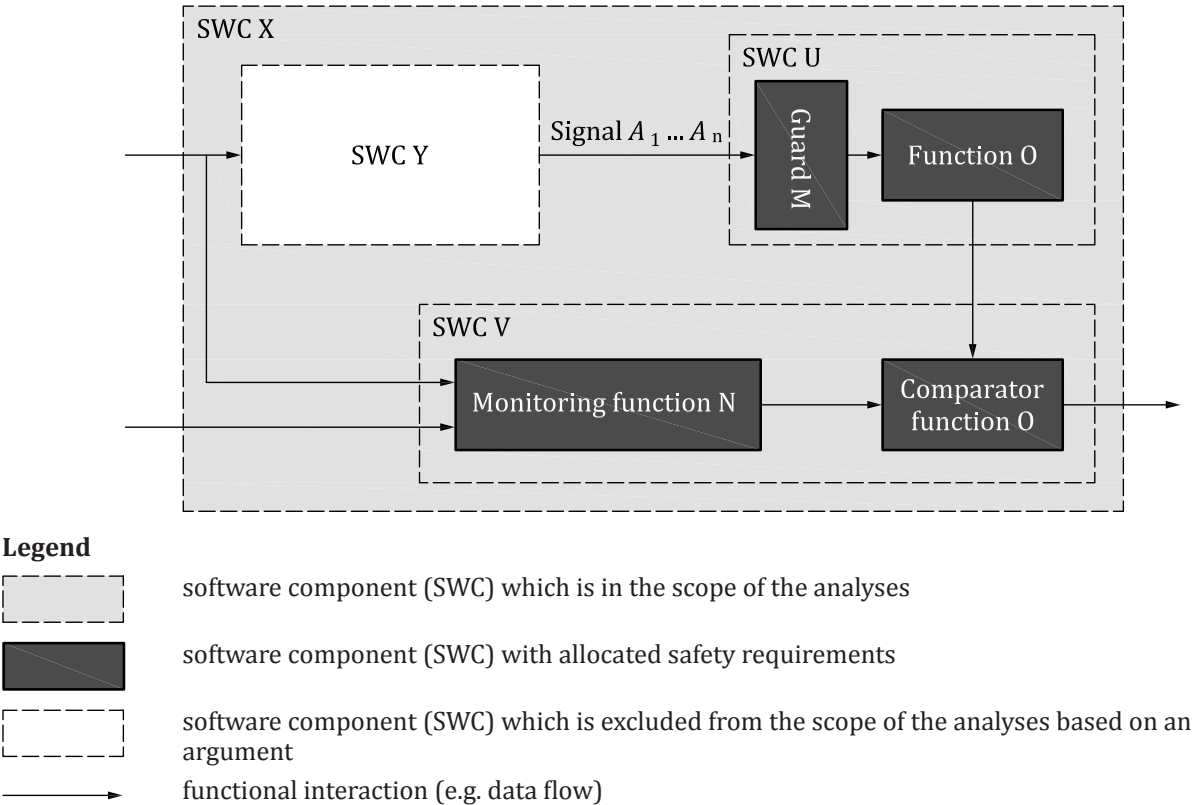 SWC X
SWC U
SWC Y
Signal A 1 ... A n
Guard M
Function O
SWC V
Monitoring function N
Comparator
function O
Legend
software component (SWC) which is in the scope of the analyses
software component (SWC) with allocated safety requirements
software component (SWC) which is excluded from the scope of the analyses based on an
argument
functional interaction (e.g. data flow)